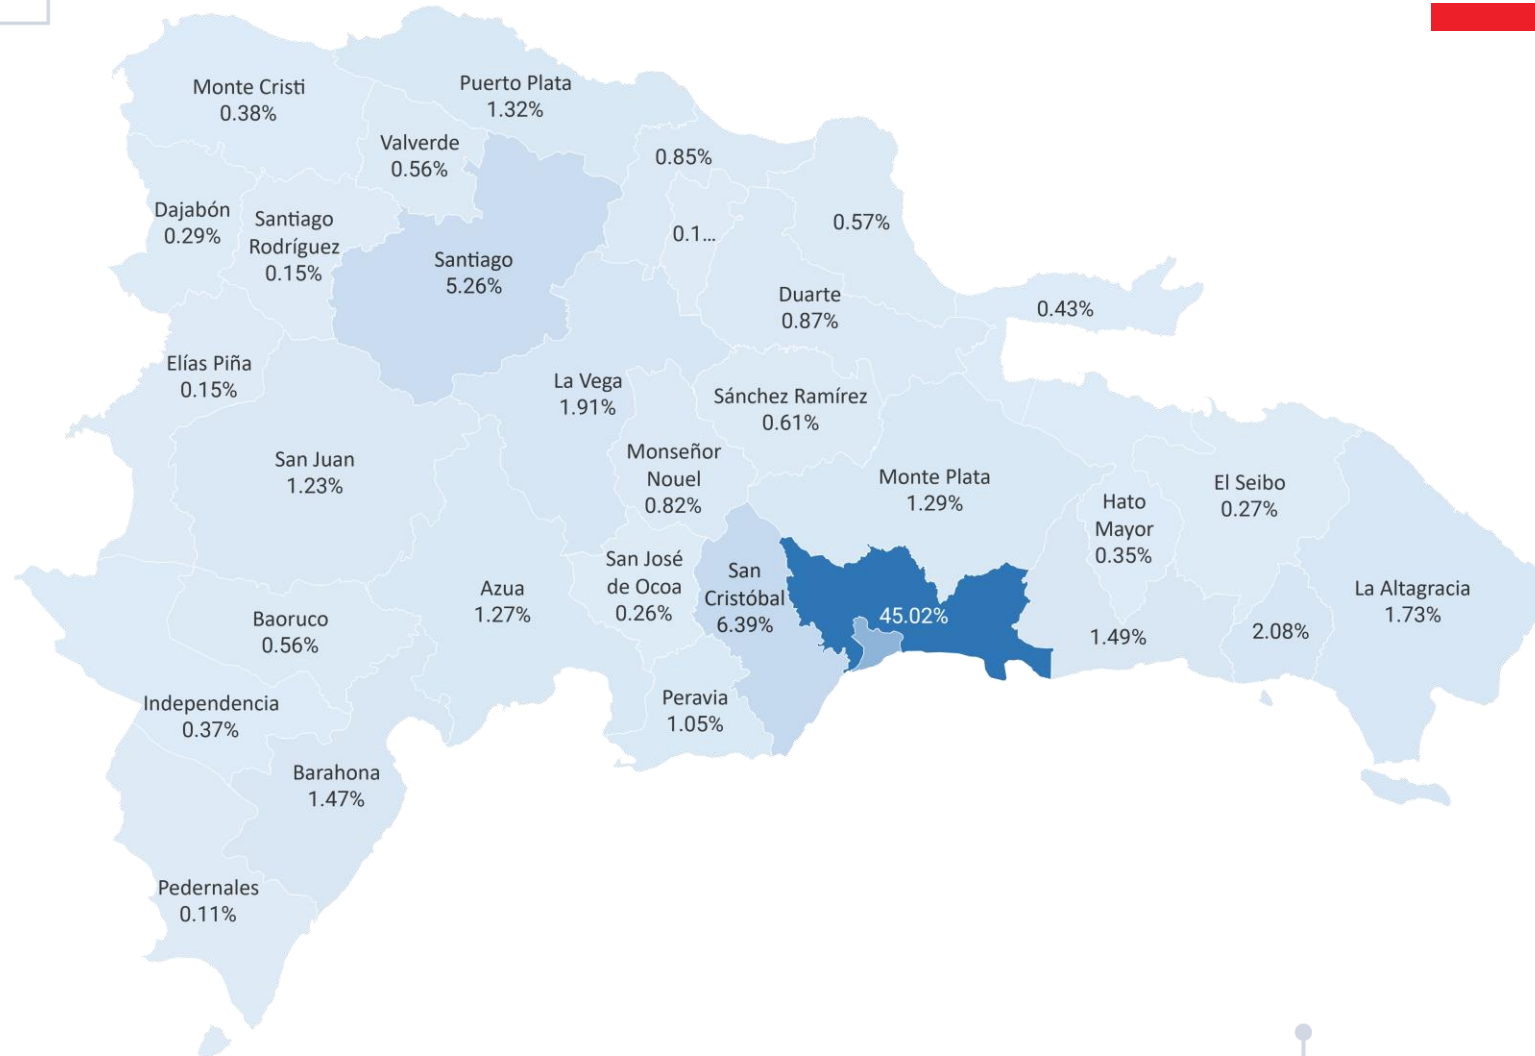 Monte Cristi
0.38%
Puerto Plata
1.32%
Valverde
0.56%
0.85%
Dajabón
0.29%
Santiago
Rodríguez
0.15%
0.1...
0.57%
Santiago
5.26%
Duarte
0.87%
0.43%
Elías Piña
0.15%
La Vega
1.91%
Sánchez Ramírez
0.61%
San Juan
1.23%
Monseñor
Nouel
0.82%
Monte Plata
1.29%
Hato
Mayor
0.35%
El Seibo
0.27%
San José
de Ocoa
0.26%
San
Cristóbal
6.39%
Azua
1.27%
45.02%
La Altagracia
1.73%
Baoruco
0.56%
1.49%
2.08%
Independencia
0.37%
Peravia
1.05%
Barahona
1.47%
Pedernales
0.11%